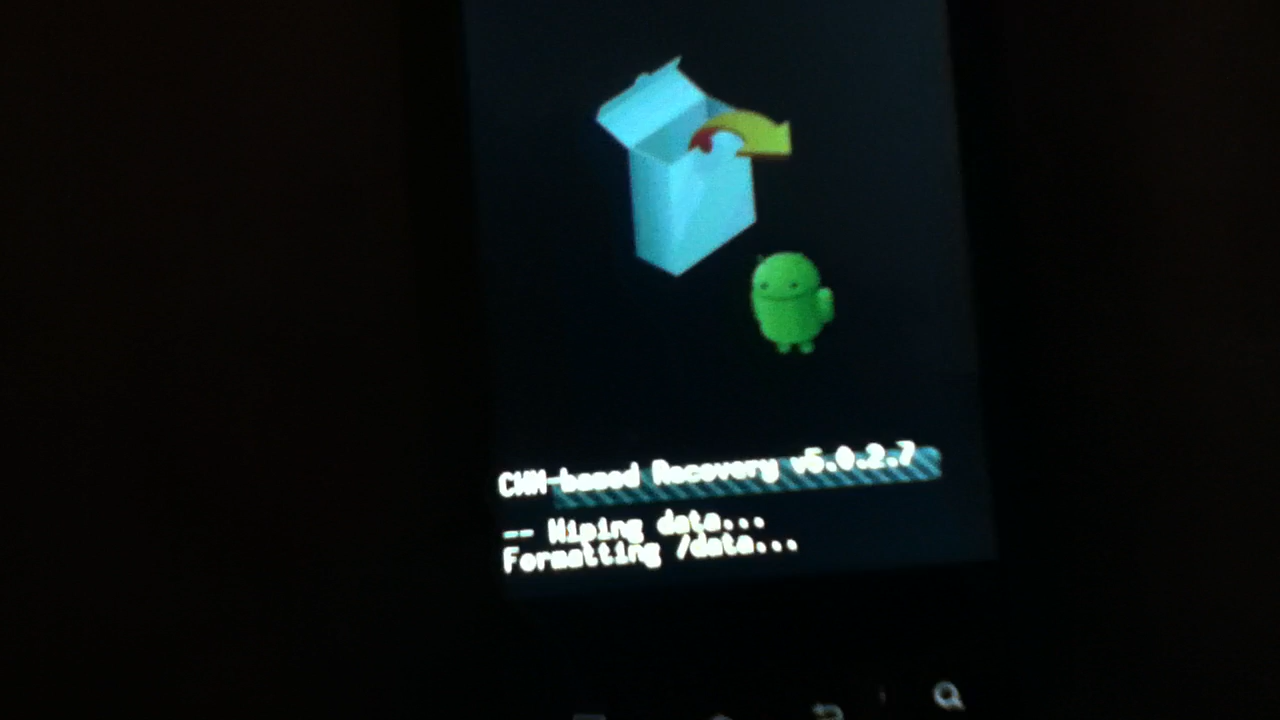 CWM-based Recovery v5.0.2.7
-- Wiping data...
Formatting /data...